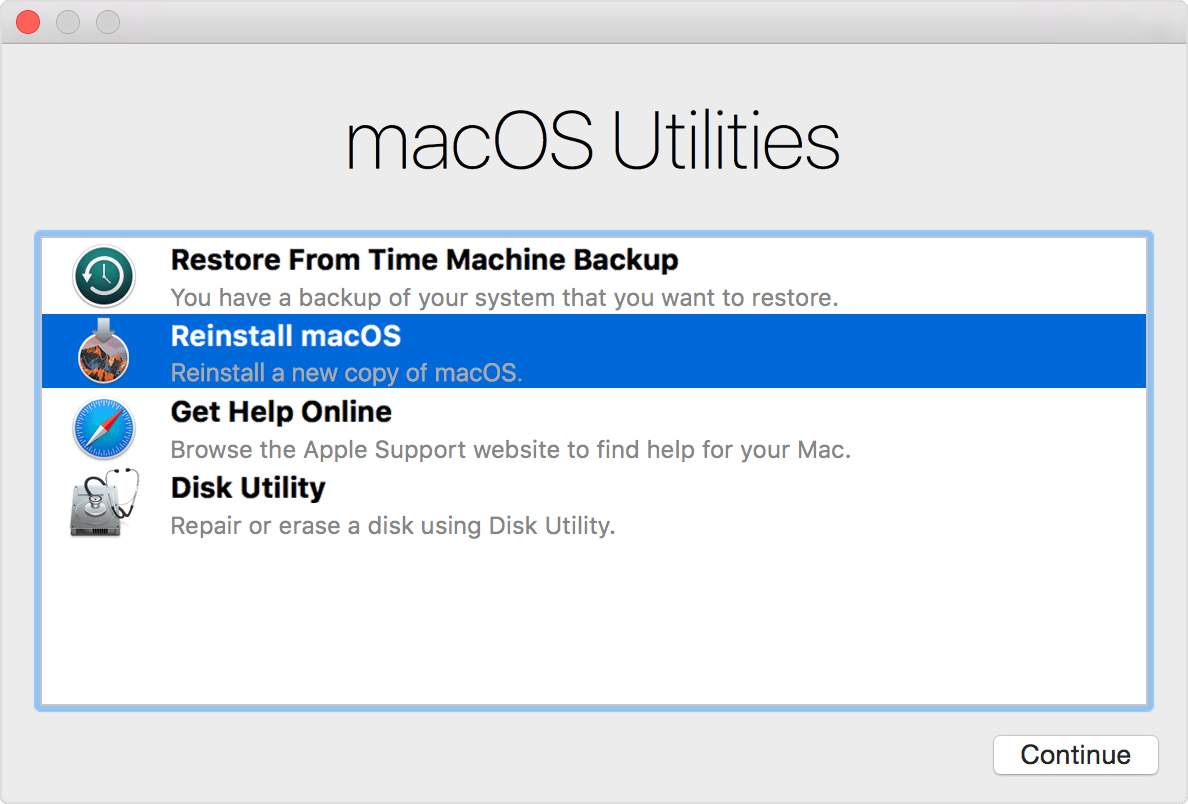 macOS Utilities
Restore From Time Machine Backup
You have a backup of your system that you want to restore.
Reinstall macOS
Reinstall a new copy of macOS.
Get Help Online
Browse the Apple Support website to find help for your Mac.
Disk Utility
Repair or erase a disk using Disk Utility.
Continue